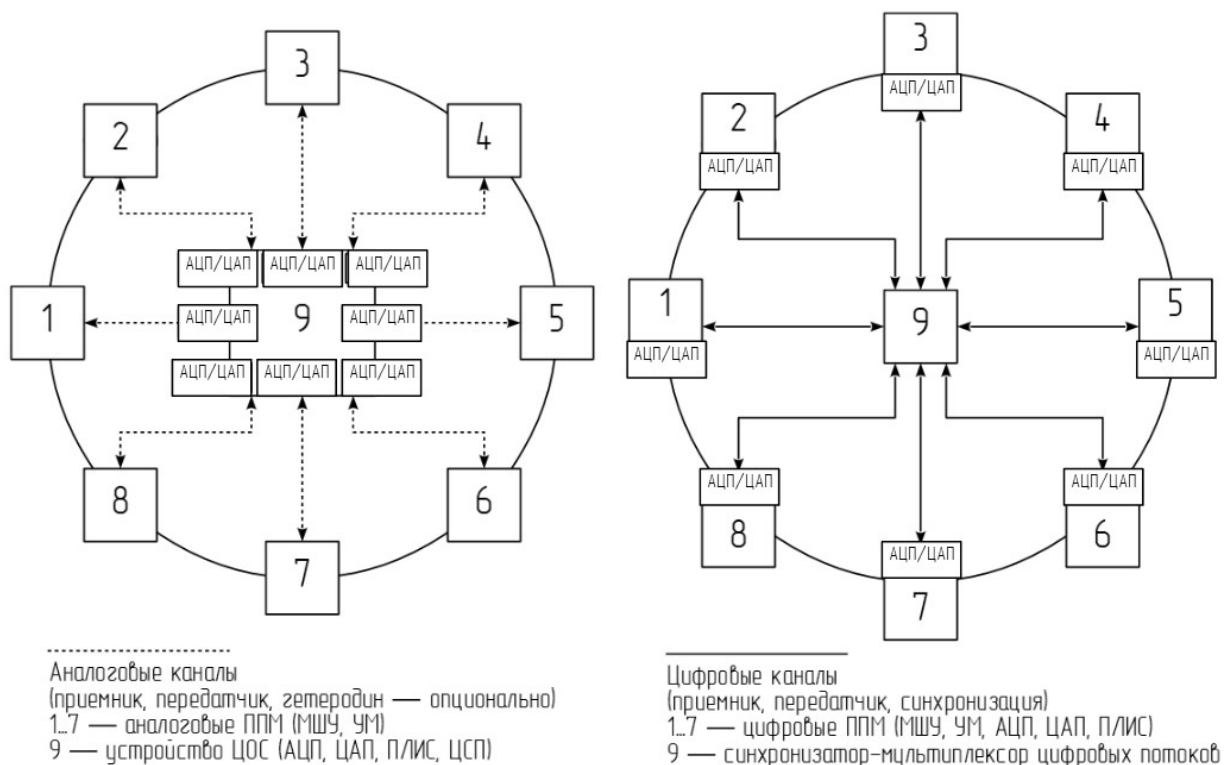 3
2
4
АЦП/ЦАП АЦП/ЦАП АЦП/ЦАП
1
АЦП/ЦАП
9
АЦП/ЦАП
5
АЦП/ЦАП АЦП/ЦАП АЦП/ЦАП
8
6
7
Аналоговые каналы
(приемник, передатчик, гетеродин — опционально)
1...7 — аналоговые ППМ (МШУ, УМ)
9 — устройство ЦОС (АЦП, ЦАП, ПЛИС, ЦСП)
3
АЦП/ЦАП
2
АЦП/ЦАП
4
АЦП/ЦАП
1
АЦП/ЦАП
9
5
АЦП/ЦАП
АЦП/ЦАП
8
АЦП/ЦАП
6
АЦП/ЦАП
7
Цифровые каналы
(приемник, передатчик, синхронизация)
1...7 — цифровые ППМ (МШУ, УМ, АЦП, ЦАП, ПЛИС)
9 — синхронизатор-мультиплексор цифровых потоков